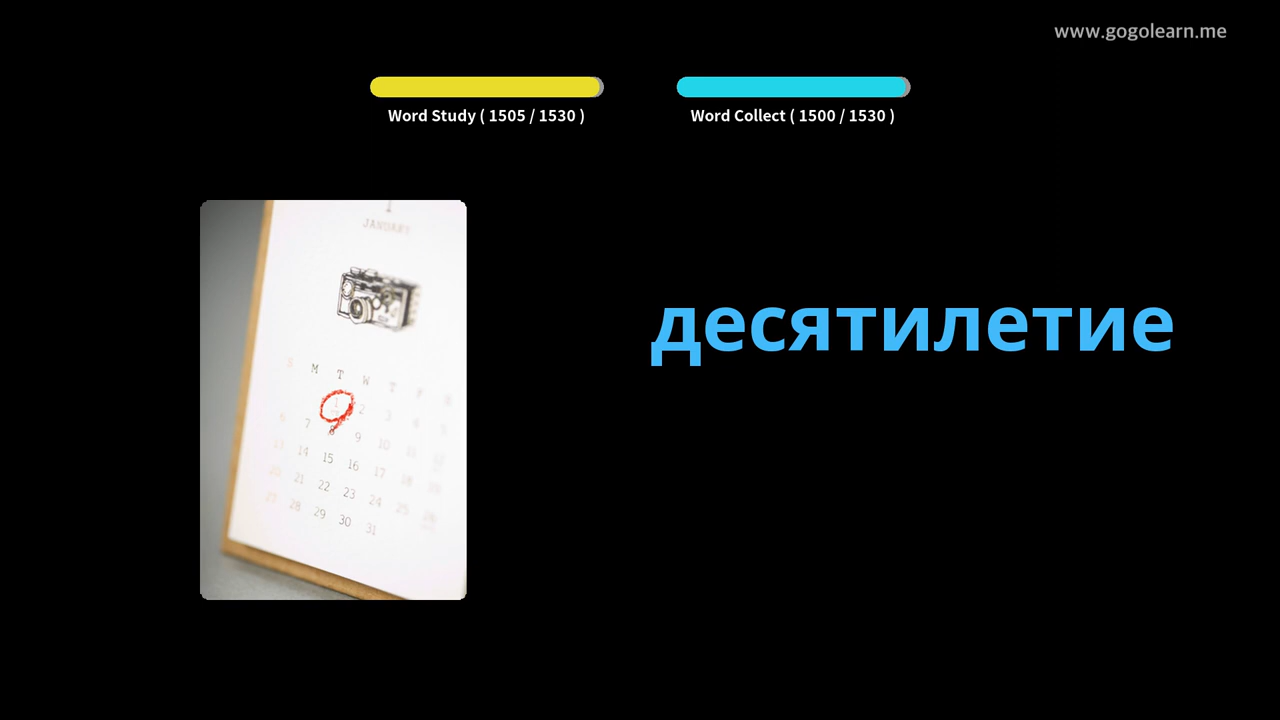 www.gogolearn.me
Word Study ( 1505 / 1530 )
Word Collect ( 1500 / 1530 )
JANUARY
S M T W T F S
1 2 3 4 5
6 7 8 9 10 11 12
13 14 15 16 17 18
20 21 22 23 24 25 26
27 28 29 30 31
десятилетие